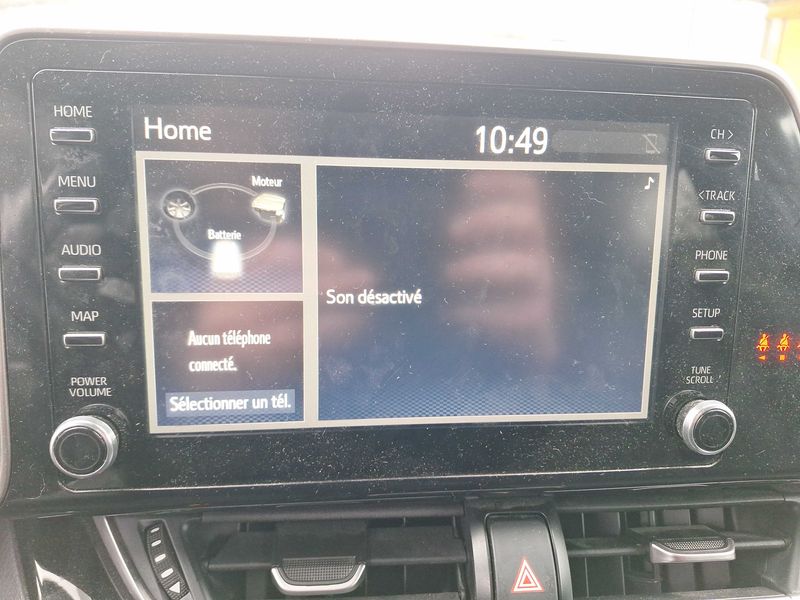 HOME
MENU
AUDIO
MAP
POWER
VOLUME
Home
10:49
Moteur
Batterie
Aucun téléphone
connecté.
Sélectionner un tél.
Son désactivé
CH >
< TRACK
PHONE
SETUP
TUNE
SCROLL